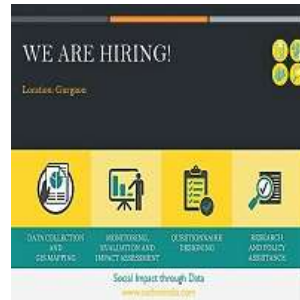 WE ARE HIRING!
Location: Gurgaon
DATA COLLECTION
AND
GIS MAPPING
MONITORING,
EVALUATION AND
IMPACT ASSESSMENT
QUESTIONNAIRE
DESIGNING
RESEARCH
AND POLICY
ASSISTANCE
Social Impact through Data